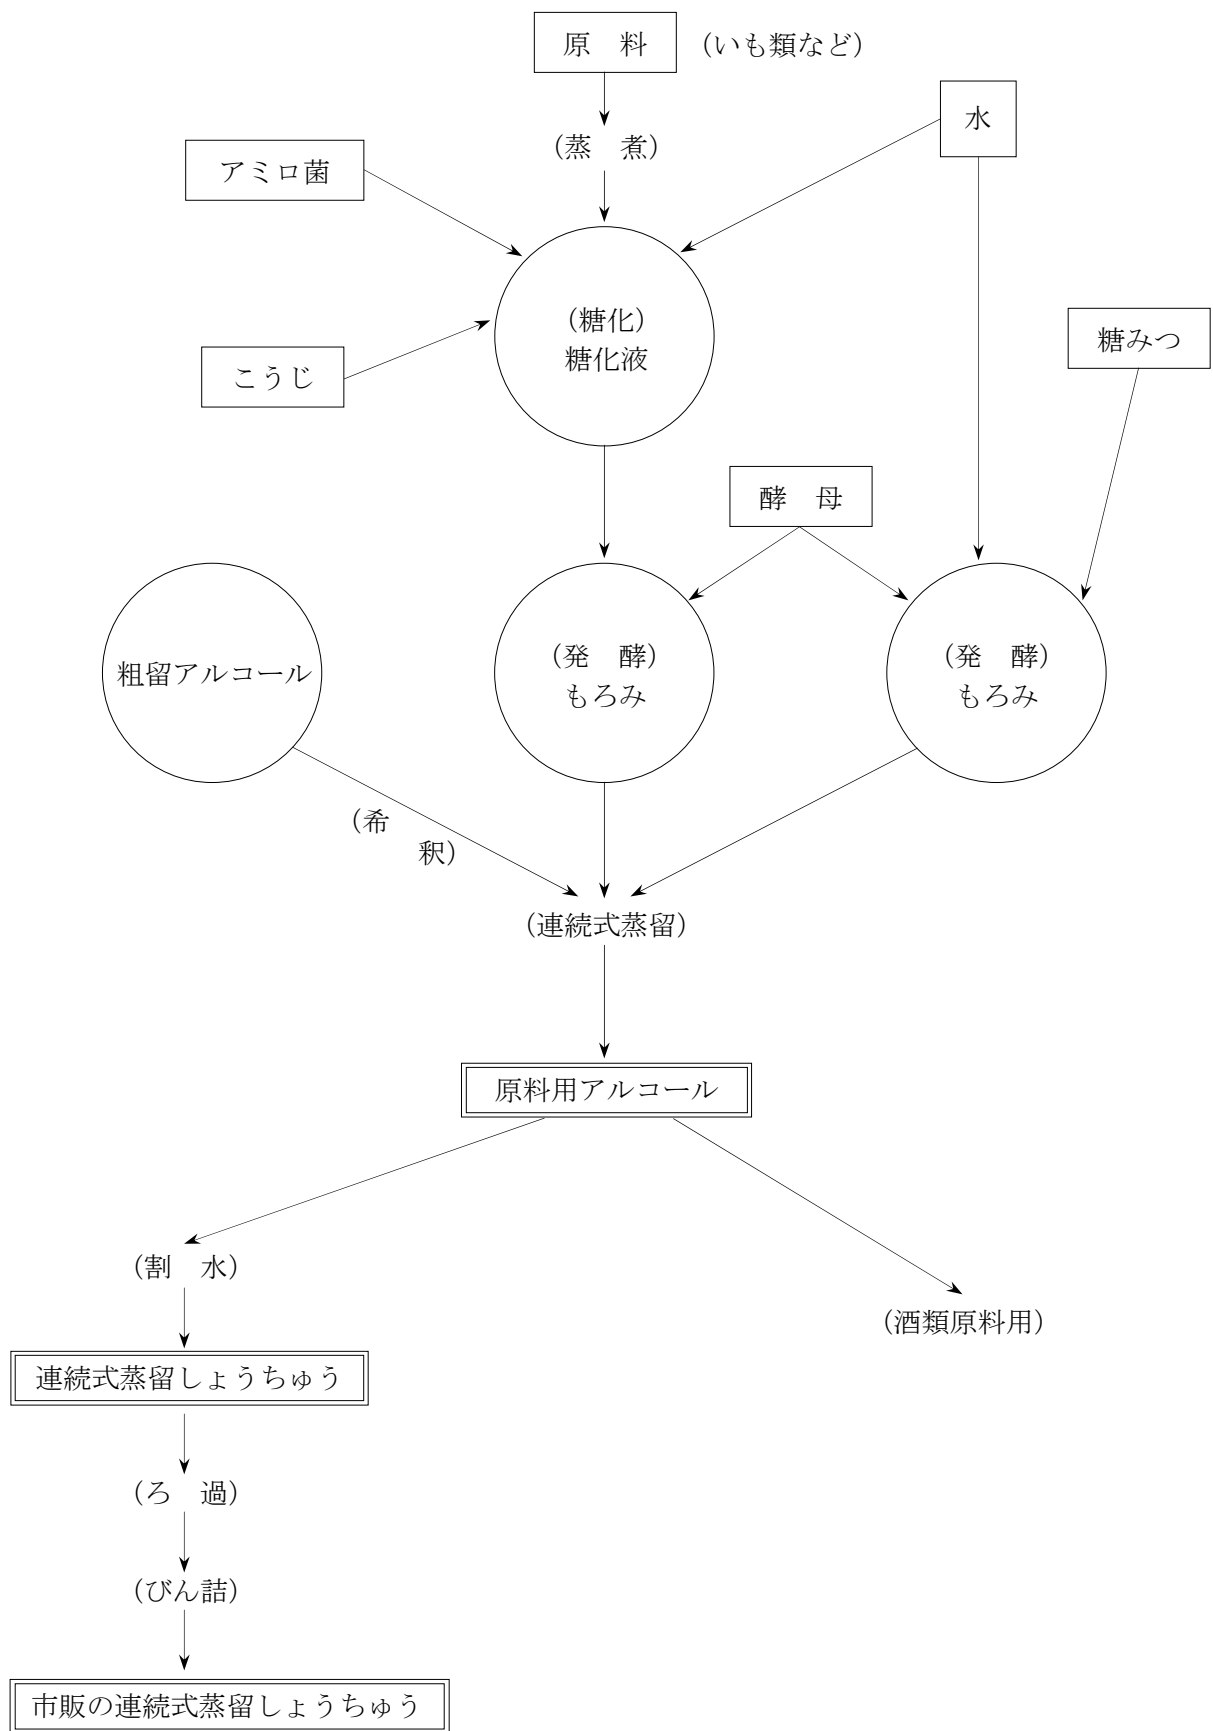 原　料
（いも類など）
水
（蒸　煮）
アミロ菌
（糖化）
糖化液
糖みつ
こうじ
酵　母
粗留アルコール
（発　酵）
もろみ
（発　酵）
もろみ
（希
釈）
（連続式蒸留）
原料用アルコール
（割　水）
（酒類原料用）
連続式蒸留しょうちゅう
（ろ　過）
（びん詰）
市販の連続式蒸留しょうちゅう